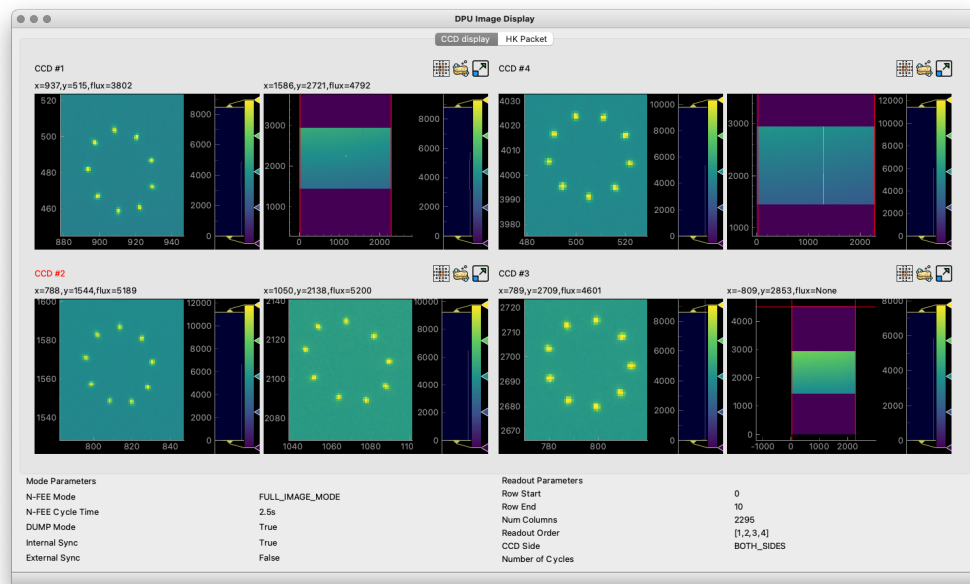 DPU Image Display
CCD display HK Packet
CCD #1
x=937,y=515,flux=3802 x=1586,y=2721,flux=4792
520
500
480
460
880 900 920 940
8000
6000
4000
2000
0
3000
2000
1000
0 2000
8000
6000
4000
2000
0
CCD #4
4030
4020
4010
4000
3990
3980
480 500 520
10000
8000
6000
4000
2000
0
3000
2000
1000
0 1000 2000
12000
10000
8000
6000
4000
2000
0
CCD #2
x=788,y=1544,flux=5189 x=1050,y=2138,flux=5200
1600
1580
1560
1540
800 820 840
12000
10000
8000
6000
4000
2000
0
2140
2120
2100
2080
1040 1060 1080 110
10000
8000
6000
4000
2000
0
CCD #3
x=789,y=2709,flux=4601 x=-809,y=2853,flux=None
2720
2710
2700
2690
2680
2670
780 800
8000
6000
4000
2000
0
4000
3000
2000
1000
0
-1000 0 1000 2000
8000
6000
4000
2000
0
Mode Parameters
N-FEE Mode FULL_IMAGE_MODE
N-FEE Cycle Time 2.5s
DUMP Mode True
Internal Sync True
External Sync False
Readout Parameters
Row Start 0
Row End 10
Num Columns 2295
Readout Order [1,2,3,4]
CCD Side BOTH_SIDES
Number of Cycles